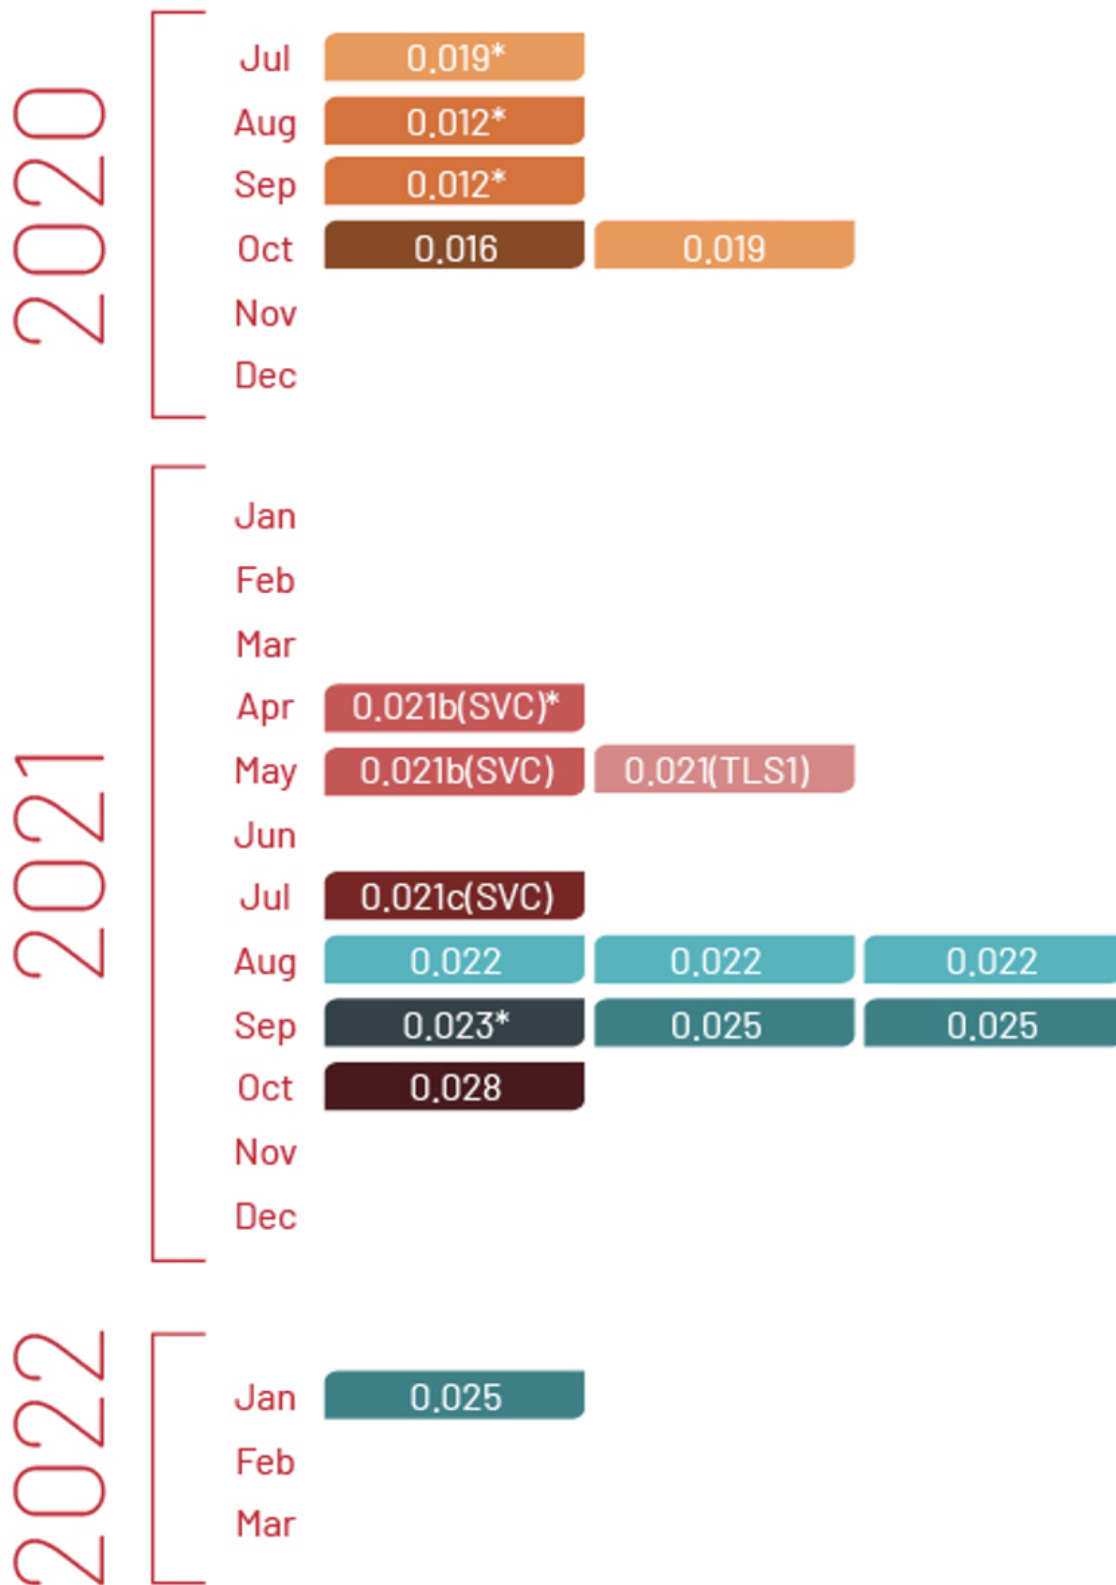 2020
Jul 0.019*
Aug 0.012*
Sep 0.012*
Oct 0.016 0.019
Nov
Dec
2021
Jan
Feb
Mar
Apr 0.021b(SVC)*
May 0.021b(SVC) 0.021(TLS1)
Jun
Jul 0.021c(SVC)
Aug 0.022 0.022 0.022
Sep 0.023* 0.025 0.025
Oct 0.028
Nov
Dec
2022
Jan 0.025
Feb
Mar